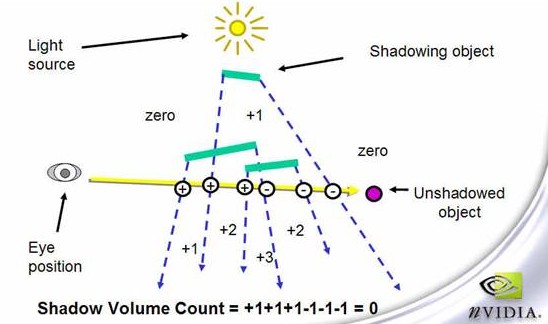 Light
source
Shadowing object
zero
+1
zero
+ + + - - -
Unshadowed
object
+2
+2
+1
+3
Eye
position
Shadow Volume Count = +1+1+1-1-1-1 = 0
nVIDIA.